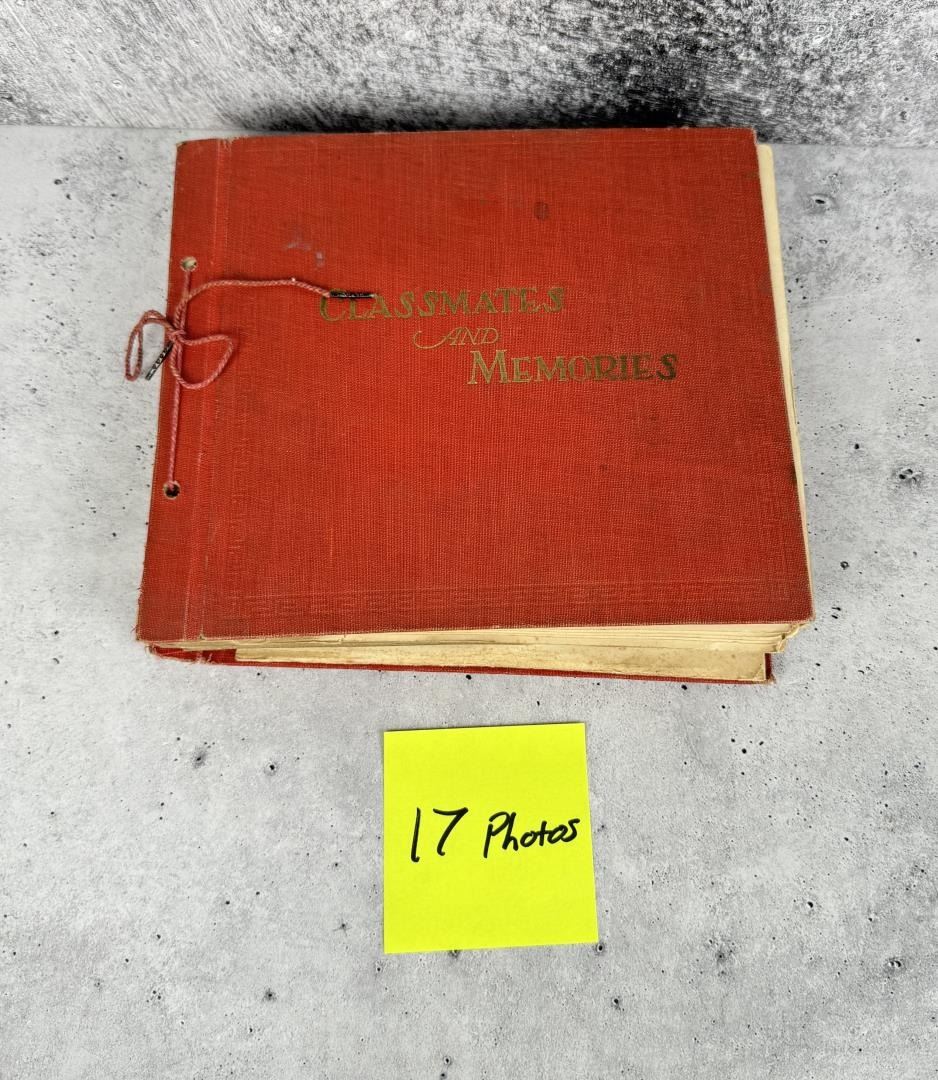 CLASSMATES
AND
MEMORIES
17 Photos